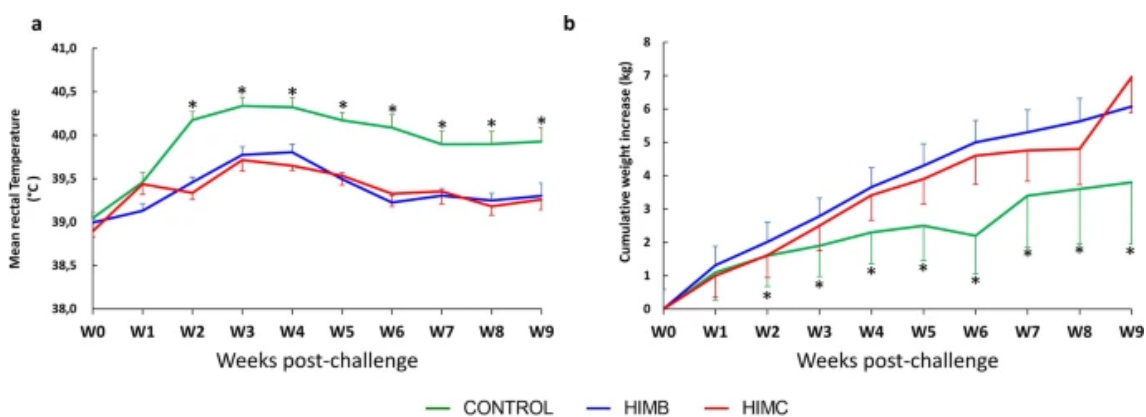 a
Mean rectal Temperature
(°C)
41,0
40,5
40,0
39,5
39,0
38,5
38,0
* * * * * * * *
W0 W1 W2 W3 W4 W5 W6 W7 W8 W9
Weeks post-challenge
b
Cumulative weight increase (kg)
8
7
6
5
4
3
2
1
0
* * * * * * * *
W0 W1 W2 W3 W4 W5 W6 W7 W8 W9
Weeks post-challenge
CONTROL HIMB HIMC